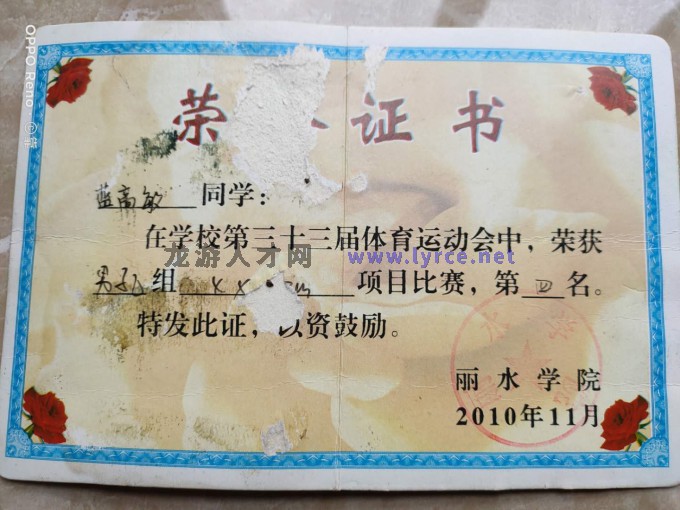 OPPO Reno
荣 证书
蓝高敏 同学：
在学校第三十三届体育运动会中，荣获
男子 组 项目比赛，第 四 名。
特发此证，以资鼓励。
丽水学院
2010年11月
龙游人才网 www.lyrc.net